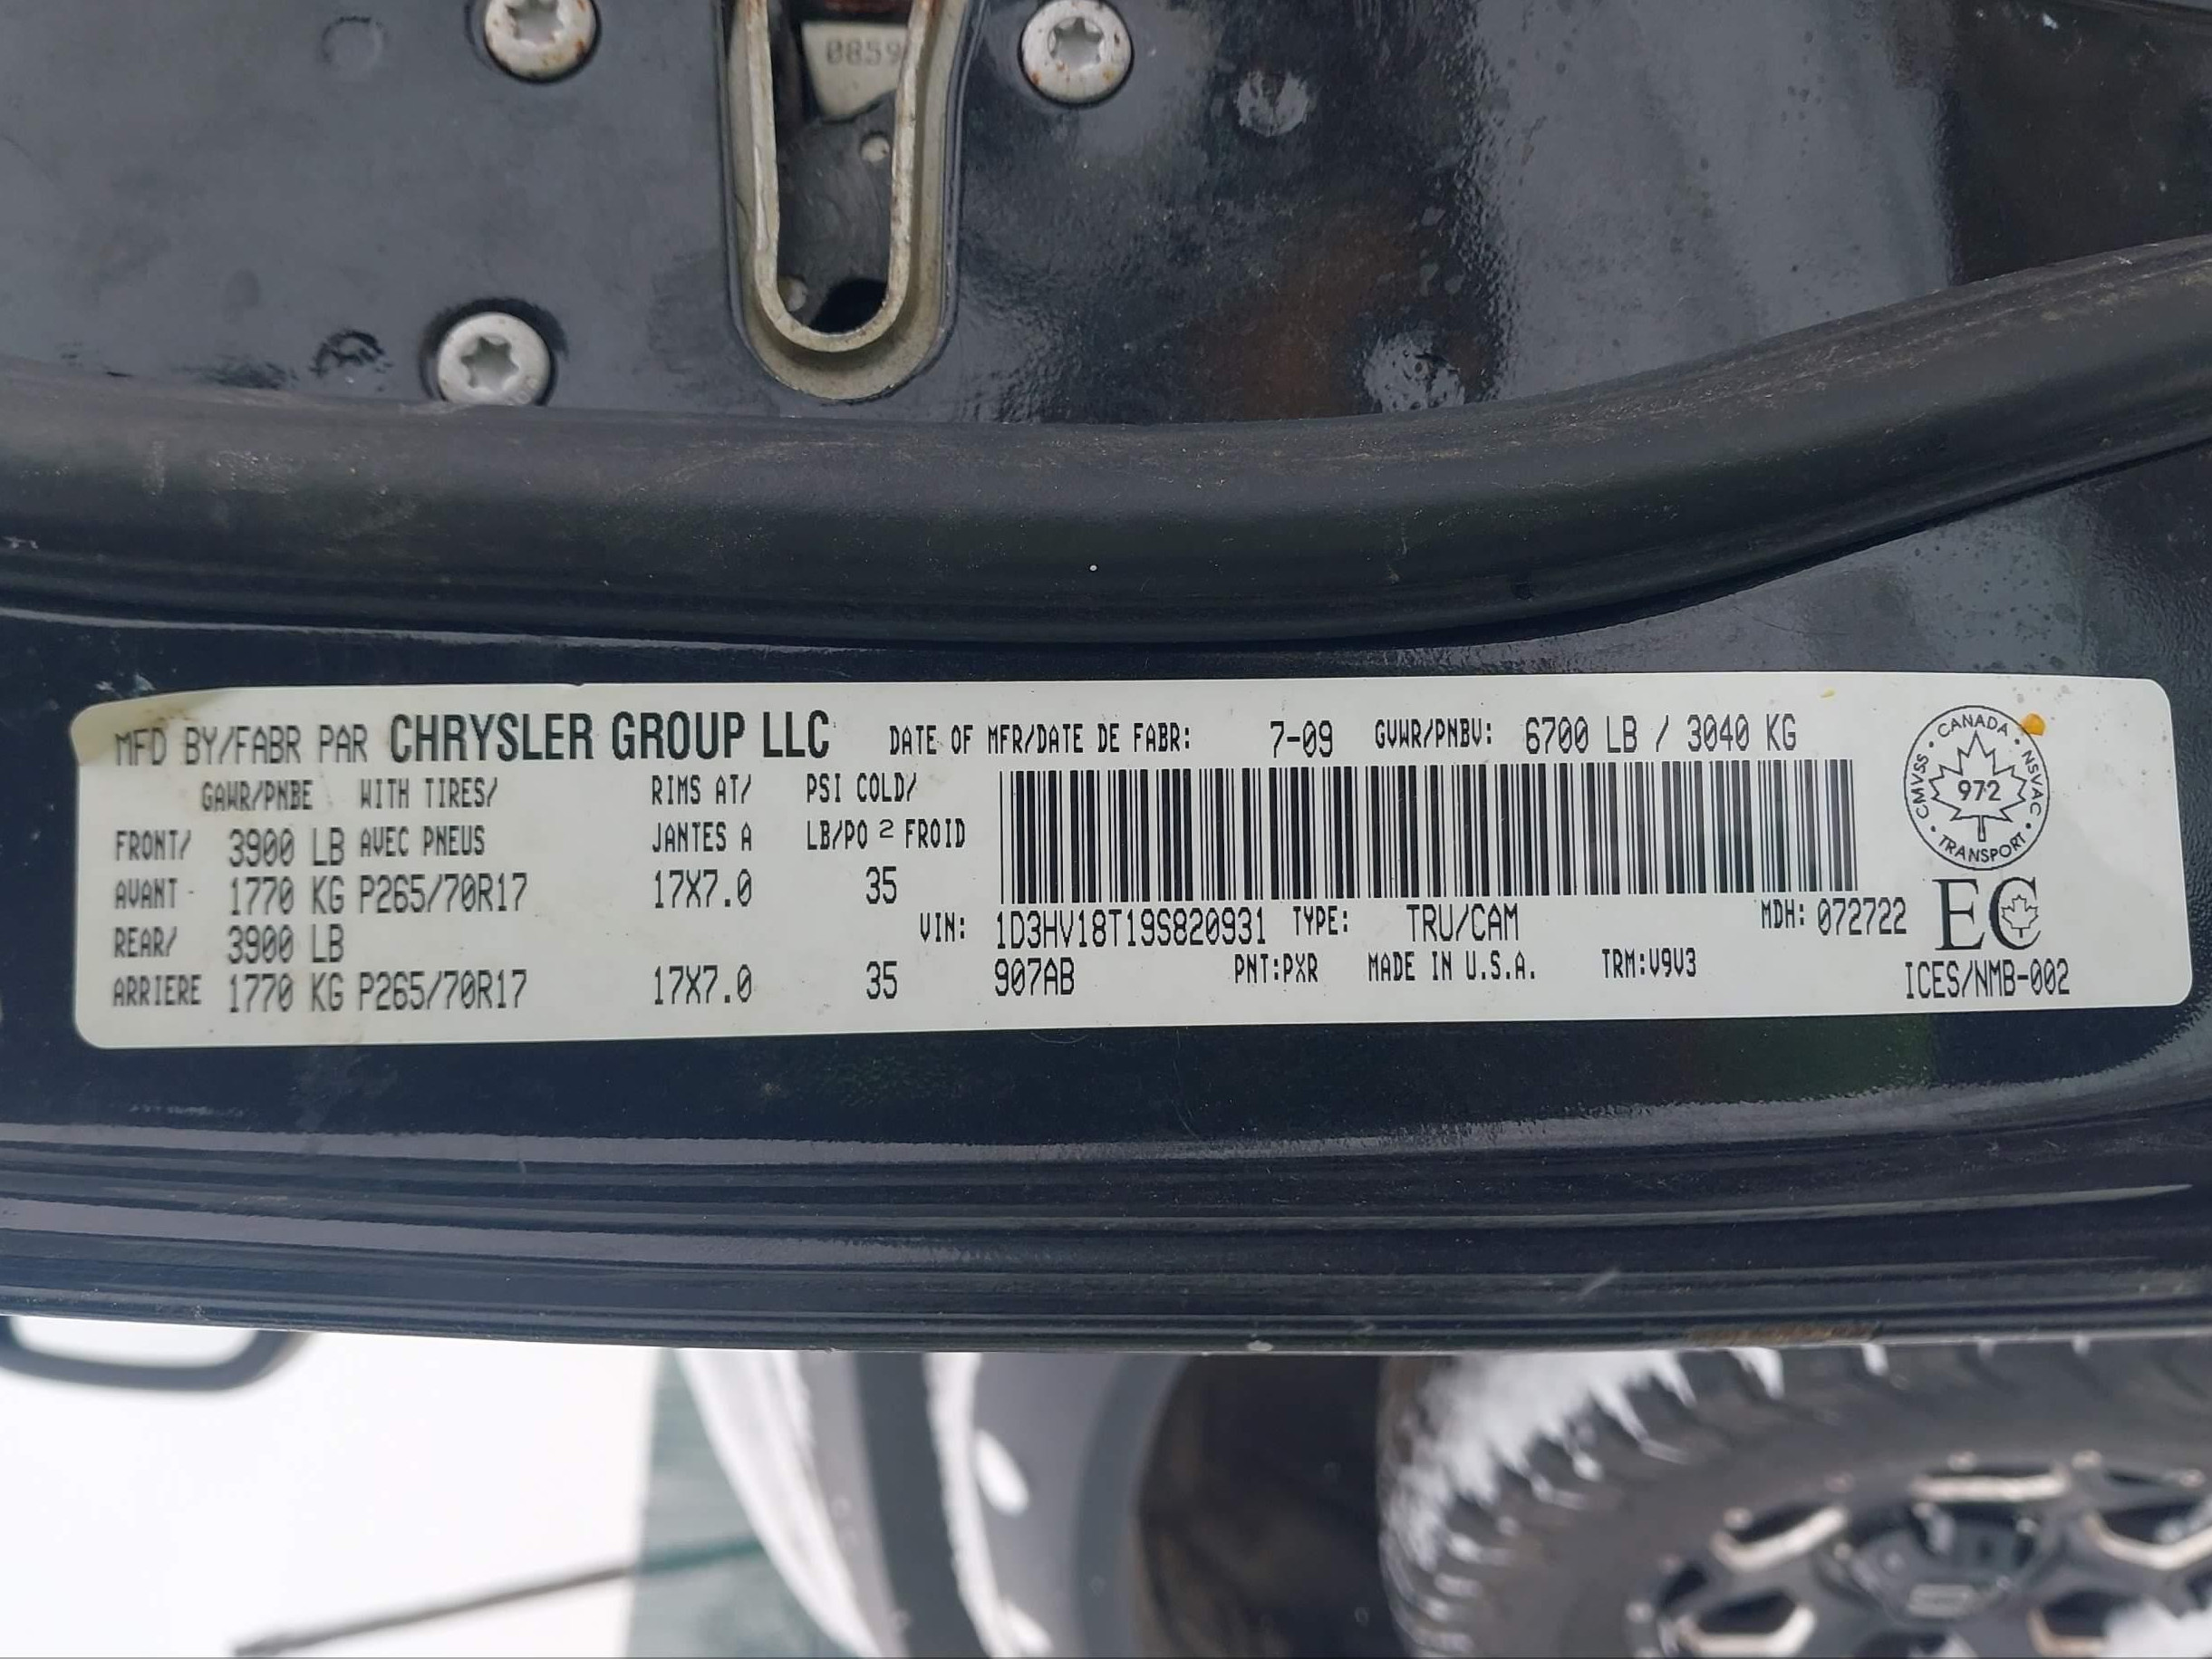 0859
MFD BY/FABR PAR CHRYSLER GROUP LLC DATE OF MFR/DATE DE FABR: 7-09 GVWR/PNBV: 6700 LB / 3040 KG
GAWR/PNBE WITH TIRES/ RIMS AT/ PSI COLD/
FRONT/ 3900 LB AVEC PNEUS JANTES A LB/PO 2 FROID
AVANT 1770 KG P265/70R17 17X7.0 35
REAR/ 3900 LB
ARRIERE 1770 KG P265/70R17 17X7.0 35
VIN: 1D3HV18T19S820931 TYPE: TRU/CAM MDH: 072722
907AB PNT:PXR MADE IN U.S.A. TRM:V9V3
CANADA • NSVAC • TRANSPORT • CMVSS •
972
EC
ICES/NMB-002